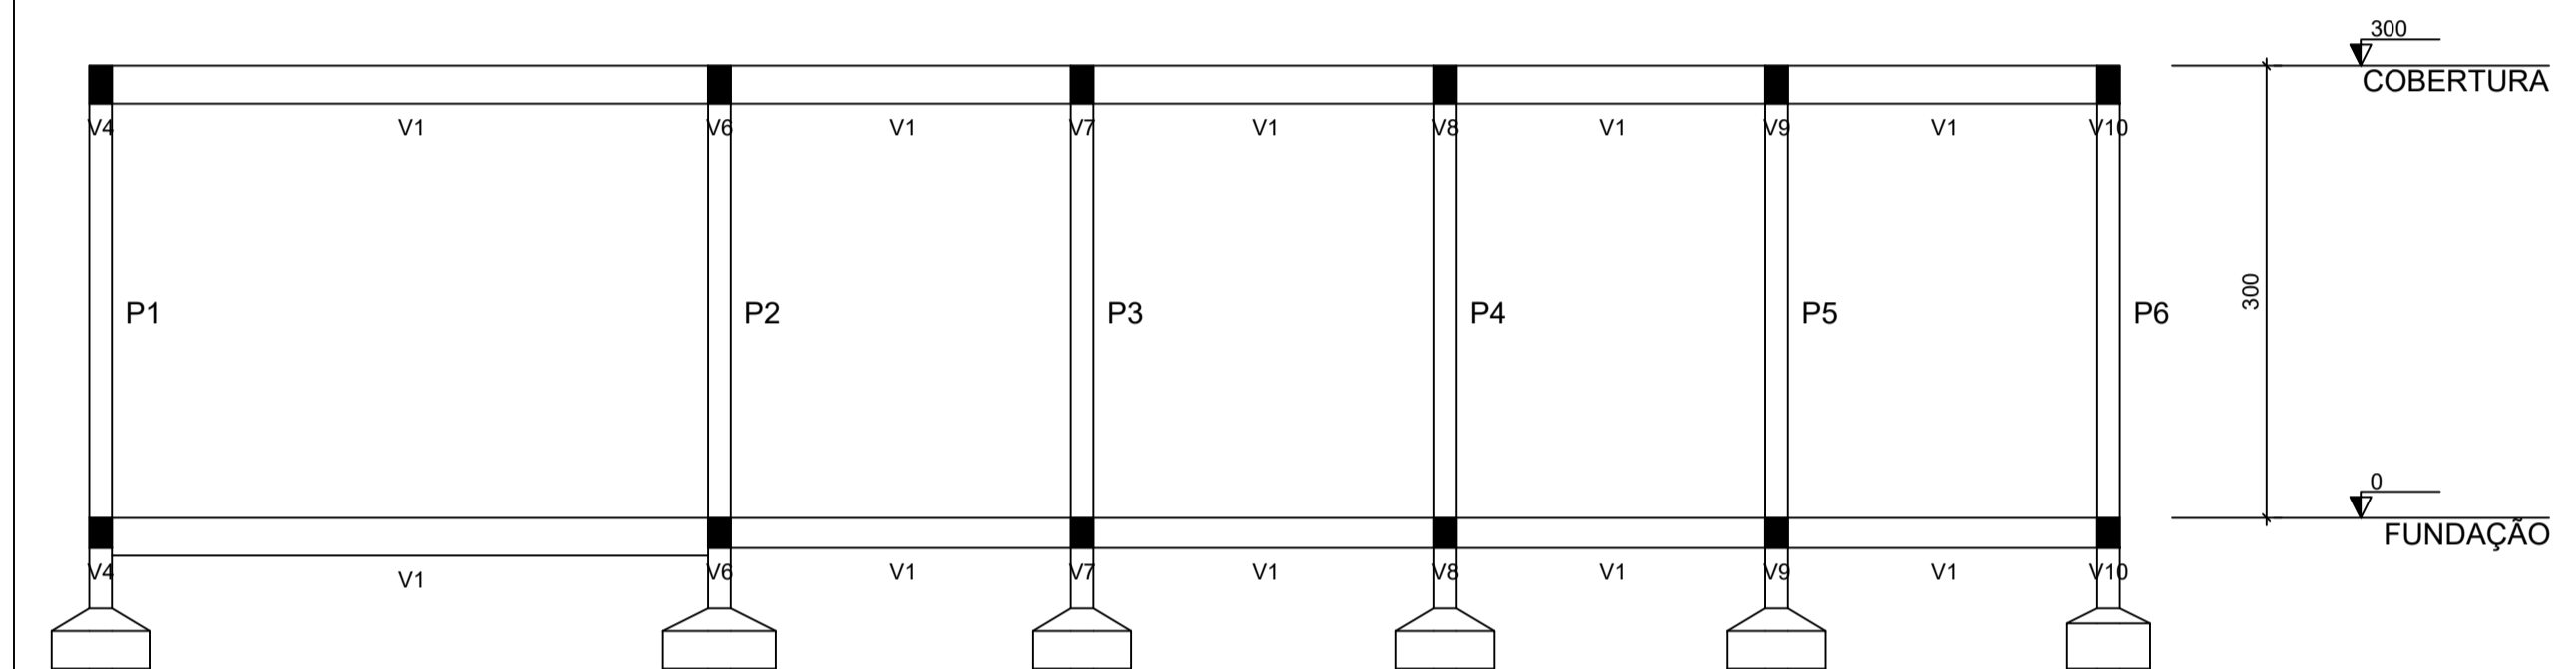 300
COBERTURA
V4 V1 V6 V1 V7 V1 V8 V1 V9 V1 V10
300
P1 P2 P3 P4 P5 P6
0
FUNDAÇÃO
V4 V1 V6 V1 V7 V1 V8 V1 V9 V1 V10